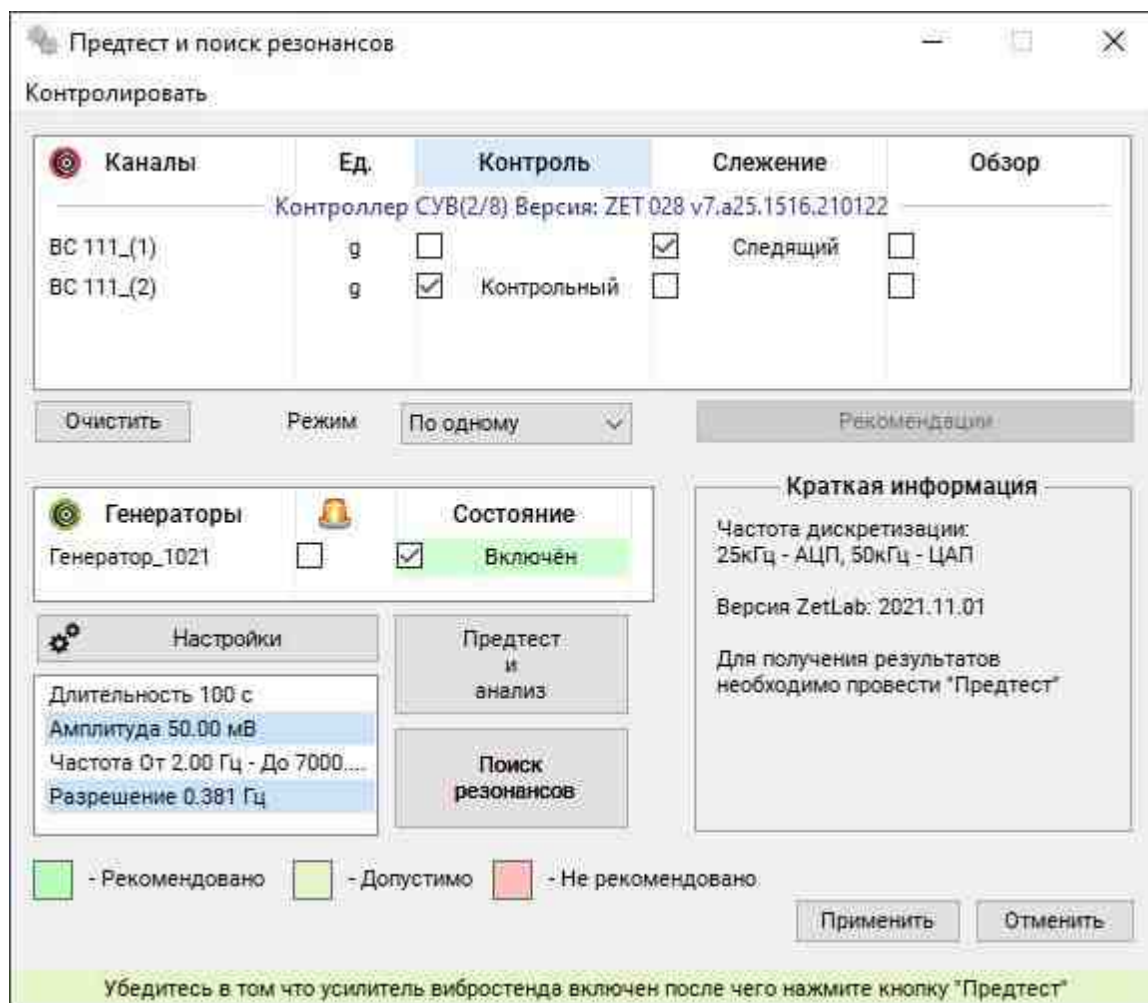 Предтест и поиск резонансов
Контролировать
Каналы Ед. Контроль Слежение Обзор
Контроллер СУВ(2/8) Версия: ZET 028 v7.a25.1516.210122
ВС 111_(1) g Следящий
ВС 111_(2) g Контрольный
Очистить Режим По одному Рекомендации
Генераторы Состояние
Генератор_1021 Включён
Настройки
Длительность 100 с
Амплитуда 50.00 мВ
Частота От 2.00 Гц - До 7000....
Разрешение 0.381 Гц
Предтест
и
анализ
Поиск
резонансов
Краткая информация
Частота дискретизации:
25кГц - АЦП, 50кГц - ЦАП
Версия ZetLab: 2021.11.01
Для получения результатов
необходимо провести "Предтест"
- Рекомендовано - Допустимо - Не рекомендовано
Применить Отменить
Убедитесь в том что усилитель вибростенда включен после чего нажмите кнопку "Предтест"